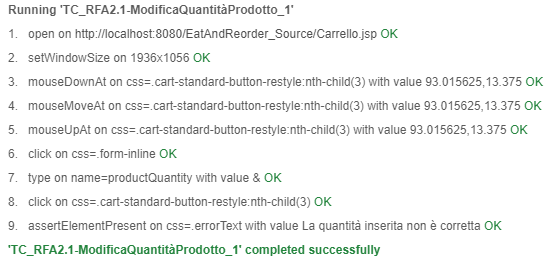 Running 'TC_RFA2.1-ModificaQuantitàProdotto_1'
1. open on http://localhost:8080/EatAndReorder_Source/Carrello.jsp OK
2. setWindowSize on 1936x1056 OK
3. mouseDownAt on css=.cart-standard-button-restyle:nth-child(3) with value 93.015625,13.375 OK
4. mouseMoveAt on css=.cart-standard-button-restyle:nth-child(3) with value 93.015625,13.375 OK
5. mouseUpAt on css=.cart-standard-button-restyle:nth-child(3) with value 93.015625,13.375 OK
6. click on css=.form-inline OK
7. type on name=productQuantity with value & OK
8. click on css=.cart-standard-button-restyle:nth-child(3) OK
9. assertElementPresent on css=.errorText with value La quantità inserita non è corretta OK
'TC_RFA2.1-ModificaQuantitàProdotto_1' completed successfully